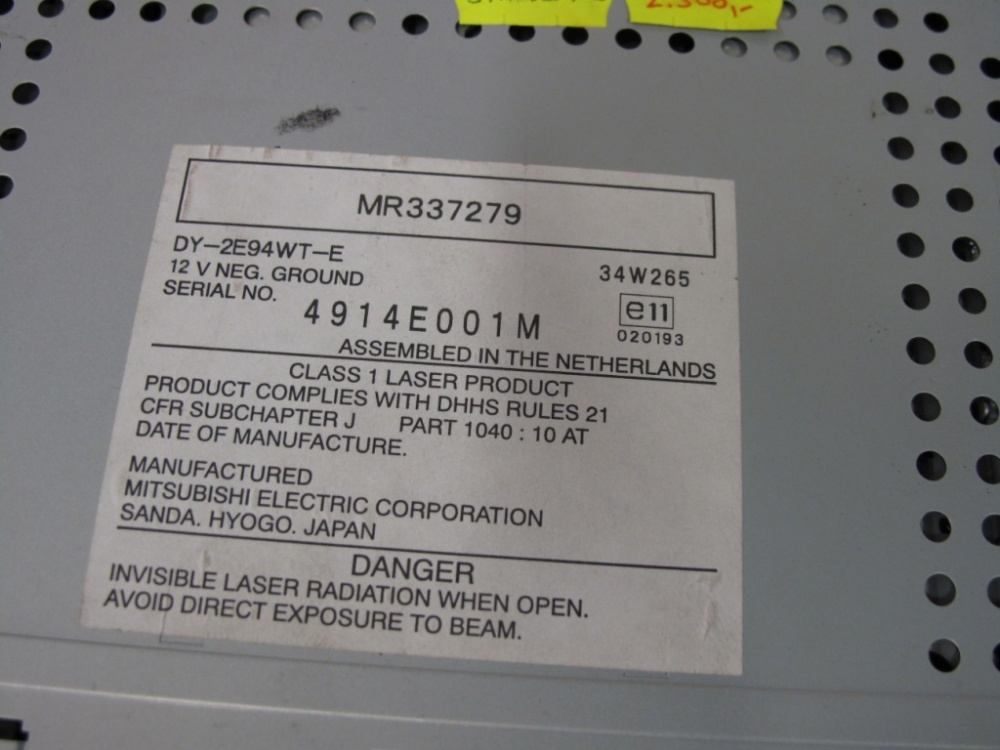 2.500,-
MR337279
DY-2E94WT-E
12 V NEG. GROUND
34W265
SERIAL NO. 4914E001M
e11
020193
ASSEMBLED IN THE NETHERLANDS
CLASS 1 LASER PRODUCT
PRODUCT COMPLIES WITH DHHS RULES 21
CFR SUBCHAPTER J PART 1040 : 10 AT
DATE OF MANUFACTURE.
MANUFACTURED
MITSUBISHI ELECTRIC CORPORATION
SANDA. HYOGO. JAPAN
DANGER
INVISIBLE LASER RADIATION WHEN OPEN.
AVOID DIRECT EXPOSURE TO BEAM.